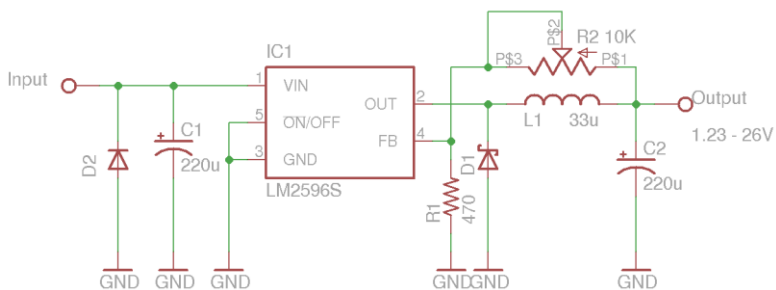 P$2
R2 10K
P$3
P$1
IC1
Input
1
VIN
OUT
2
Output
5
ON/OFF
FB
4
L1
33u
1.23 - 26V
C1
220u
3
GND
LM2596S
D2
R1
470
D1
C2
220u
GND
GND
GND
GND
GND
GND